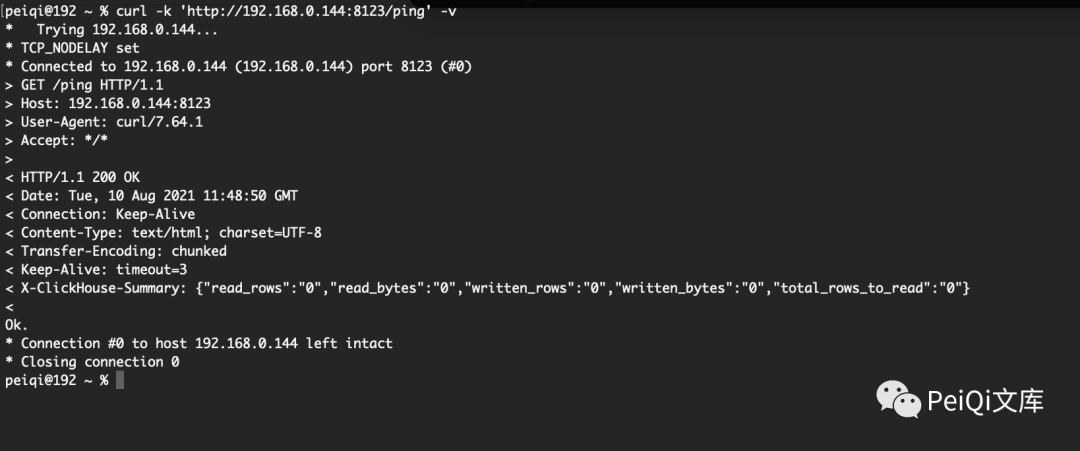 [peiqi@192 ~ % curl -k 'http://192.168.0.144:8123/ping' -v
*   Trying 192.168.0.144...
* TCP_NODELAY set
* Connected to 192.168.0.144 (192.168.0.144) port 8123 (#0)
> GET /ping HTTP/1.1
> Host: 192.168.0.144:8123
> User-Agent: curl/7.64.1
> Accept: */*
>
< HTTP/1.1 200 OK
< Date: Tue, 10 Aug 2021 11:48:50 GMT
< Connection: Keep-Alive
< Content-Type: text/html; charset=UTF-8
< Transfer-Encoding: chunked
< Keep-Alive: timeout=3
< X-ClickHouse-Summary: {"read_rows":"0","read_bytes":"0","written_rows":"0","written_bytes":"0","total_rows_to_read":"0"}
<
Ok.
* Connection #0 to host 192.168.0.144 left intact
* Closing connection 0
peiqi@192 ~ %
PeiQi文库